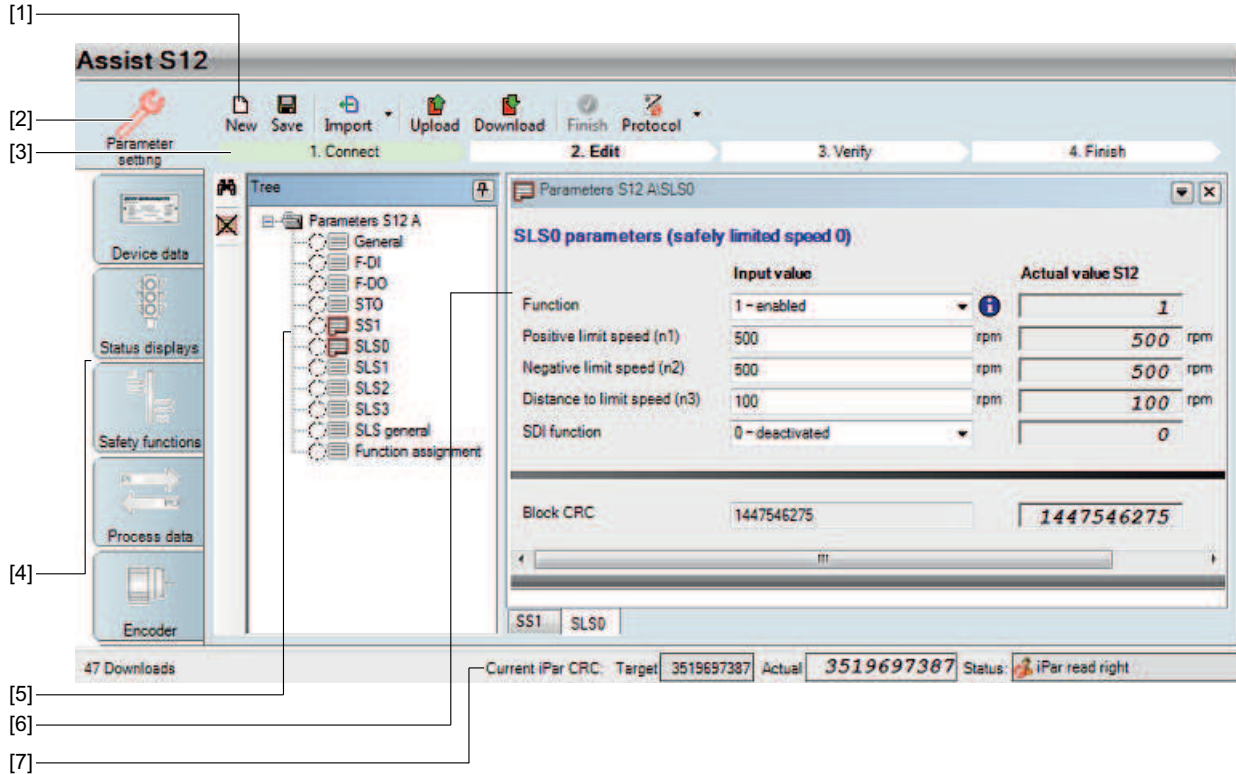 [1]
Assist S12
[2]
Parameter setting
New Save Import Upload Download Finish Protocol
[3]
1. Connect 2. Edit 3. Verify 4. Finish
Device data
Status displays
[4]
Safety functions
Process data
Encoder
Tree
Parameters S12 A
General
F-DI
F-DO
STO
SS1
SLS0
SLS1
SLS2
SLS3
SLS general
Function assignment
[5]
Parameters S12 A\SLS0
SLS0 parameters (safely limited speed 0)
Input value Actual value S12
[6]
Function 1 - enabled 1
Positive limit speed (n1) 500 rpm 500 rpm
Negative limit speed (n2) 500 rpm 500 rpm
Distance to limit speed (n3) 100 rpm 100 rpm
SDI function 0 - deactivated 0
Block CRC 1447546275 1447546275
SS1 SLS0
47 Downloads
[7]
Current iPar CRC: Target 3519697387 Actual 3519697387 Status: iPar read right